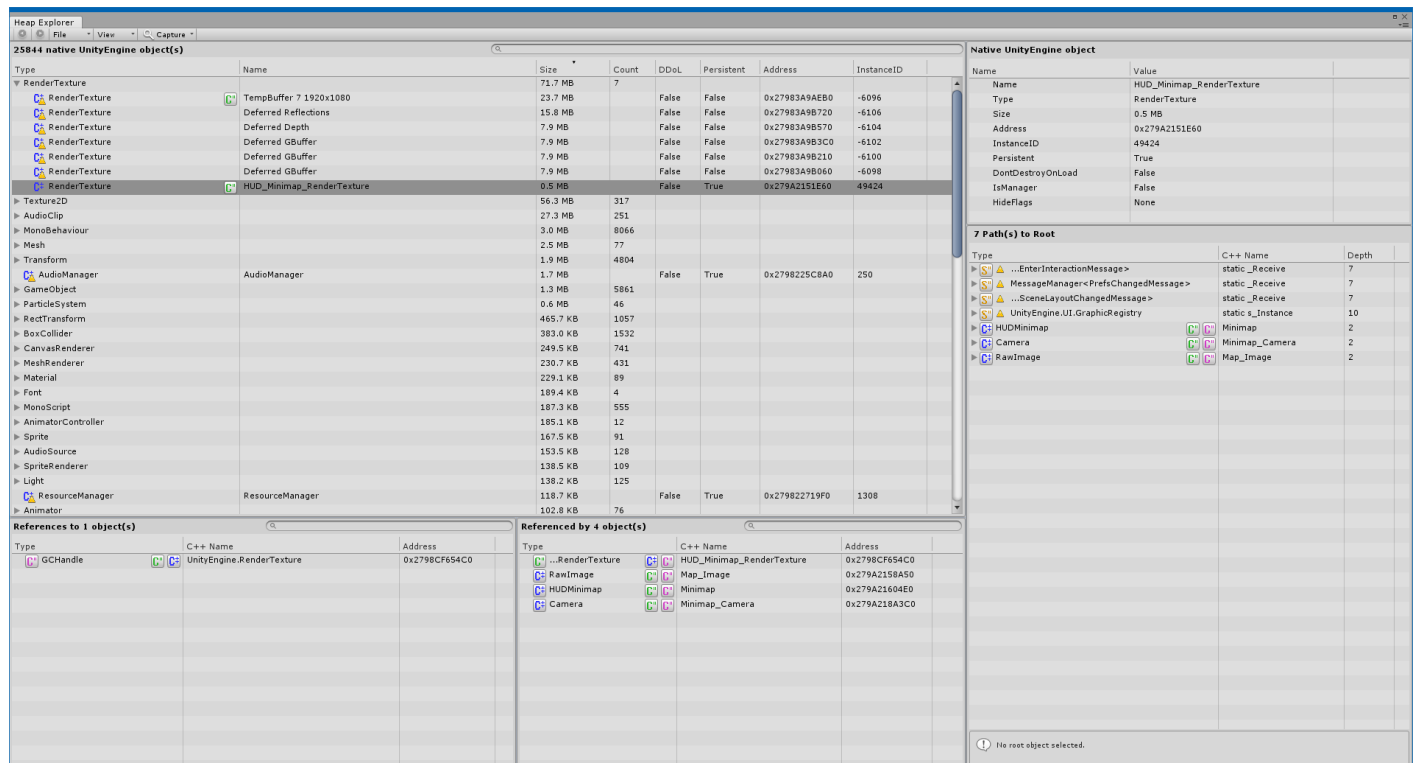 Heap Explorer
File View Capture
25844 native UnityEngine object(s)
Type Name Size Count DDoL Persistent Address InstanceID
RenderTexture 71.7 MB 7
RenderTexture TempBuffer 7 1920x1080 23.7 MB False False 0x27983A9AEB0 -6096
RenderTexture Deferred Reflections 15.8 MB False False 0x27983A9B720 -6106
RenderTexture Deferred Depth 7.9 MB False False 0x27983A9B570 -6104
RenderTexture Deferred GBuffer 7.9 MB False False 0x27983A9B3C0 -6102
RenderTexture Deferred GBuffer 7.9 MB False False 0x27983A9B210 -6100
RenderTexture Deferred GBuffer 7.9 MB False False 0x27983A9B060 -6098
RenderTexture HUD_Minimap_RenderTexture 0.5 MB False True 0x279A2151E60 49424
Texture2D 56.3 MB 317
AudioClip 27.3 MB 251
MonoBehaviour 3.0 MB 8066
Mesh 2.5 MB 77
Transform 1.9 MB 4804
AudioManager AudioManager 1.7 MB False True 0x2798225C8A0 250
GameObject 1.3 MB 5861
ParticleSystem 0.6 MB 46
RectTransform 465.7 KB 1057
BoxCollider 383.0 KB 1532
CanvasRenderer 249.5 KB 741
MeshRenderer 230.7 KB 431
Material 229.1 KB 89
Font 189.4 KB 4
MonoScript 187.3 KB 555
AnimatorController 185.1 KB 12
Sprite 167.5 KB 91
AudioSource 153.5 KB 128
SpriteRenderer 138.5 KB 109
Light 138.2 KB 125
ResourceManager ResourceManager 118.7 KB False True 0x279822719F0 1308
Animator 102.8 KB 76
References to 1 object(s)
Type C++ Name Address
GCHandle UnityEngine.RenderTexture 0x2798CF654C0
Referenced by 4 object(s)
Type C++ Name Address
...RenderTexture HUD_Minimap_RenderTexture 0x2798CF654C0
RawImage Map_Image 0x279A2158A50
HUDMinimap Minimap 0x279A21604E0
Camera Minimap_Camera 0x279A218A3C0
Native UnityEngine object
Name Value
Name HUD_Minimap_RenderTexture
Type RenderTexture
Size 0.5 MB
Address 0x279A2151E60
InstanceID 49424
Persistent True
DontDestroyOnLoad False
IsManager False
HideFlags None
7 Path(s) to Root
Type C++ Name Depth
...EnterInteractionMessage> static _Receive 7
MessageManager<PrefsChangedMessage> static _Receive 7
...SceneLayoutChangedMessage> static _Receive 7
UnityEngine.UI.GraphicRegistry static s_Instance 10
HUDMinimap Minimap 2
Camera Minimap_Camera 2
RawImage Map_Image 2
No root object selected.